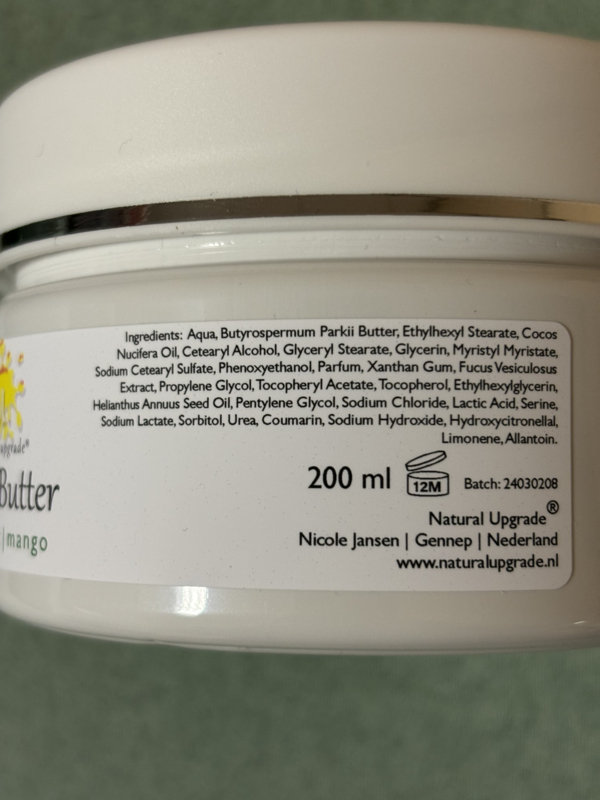 Ingredients: Aqua, Butyrospermum Parkii Butter, Ethylhexyl Stearate, Cocos
Nucifera Oil, Cetearyl Alcohol, Glyceryl Stearate, Glycerin, Myristyl Myristate,
Sodium Cetearyl Sulfate, Phenoxyethanol, Parfum, Xanthan Gum, Fucus Vesiculosus
Extract, Propylene Glycol, Tocopheryl Acetate, Tocopherol, Ethylhexylglycerin,
Helianthus Annuus Seed Oil, Pentylene Glycol, Sodium Chloride, Lactic Acid, Serine,
Sodium Lactate, Sorbitol, Urea, Coumarin, Sodium Hydroxide, Hydroxycitronellal,
Limonene, Allantoin.
upgrade®
Butter
| mango
200 ml
12M
Batch: 24030208
Natural Upgrade®
Nicole Jansen | Gennep | Nederland
www.naturalupgrade.nl